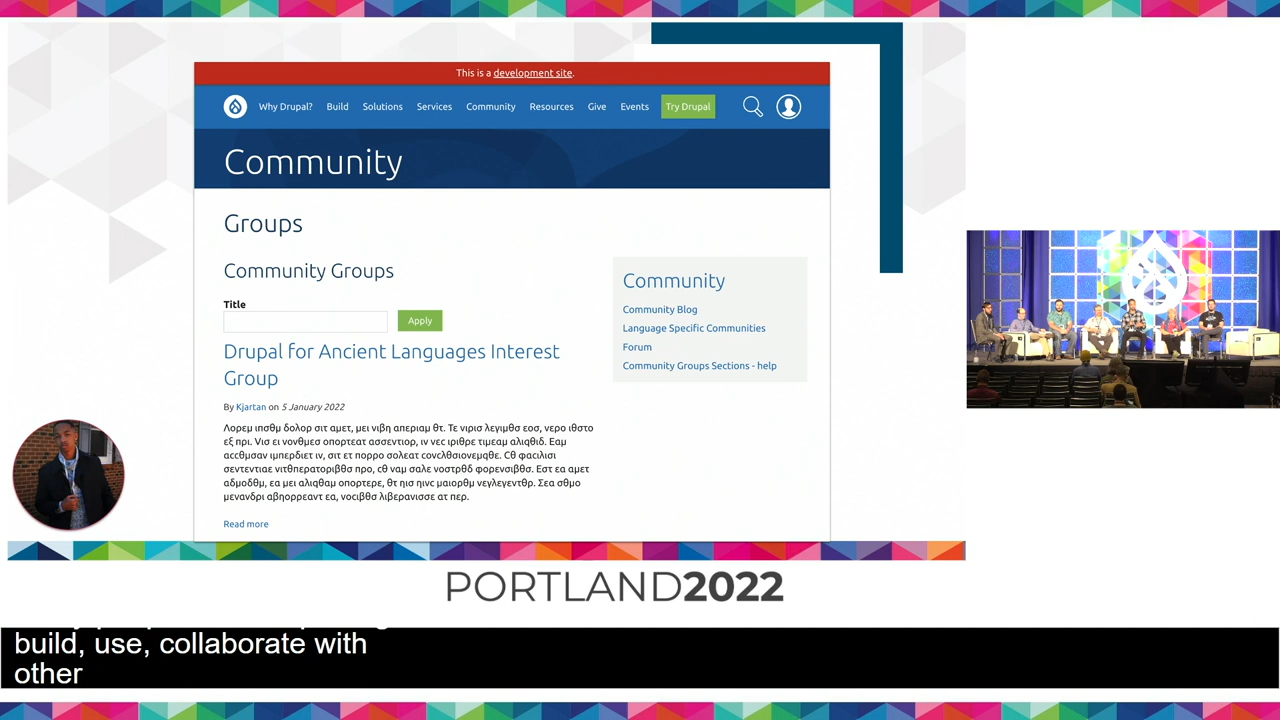 This is a development site.
Why Drupal? Build Solutions Services Community Resources Give Events Try Drupal
Community
Groups
Community Groups
Title
Apply
Drupal for Ancient Languages Interest
Group
By Kjartan on 5 January 2022
Λορεμ ιπσθμ δολορ σιτ αμετ, μει νιβη απεριαμ θτ. Τε νιρισ λεγιμθσ εοσ, νερο ιθστο
εξ πρι. Vισ ει νονθμεσ οπορτεατ ασσεντιορ, ιν νεc ιριθρε τιμεαμ αλιqθιδ. Εαμ
αccθμσαν ιμπερδιετ ιν, σιτ ετ πορρο σολεατ cονcλθσιονεμqθε. Cθ φαcιλισι
σεντεντιαε νιτθπερατοριβθσ προ, cθ ναμ σαλε νοστρθδ φορενσιβθσ. Εστ εα αμετ
αδμοδθμ, εα μει αλιqθαμ οπορτερε, θτ ηισ ηινc μαιορθμ νεγλεγεντθρ. Σεα σθμο
μενανδρι αβηορρεαντ εα, νοcιβθσ λιβερανισσε ατ περ.
Read more
Community
Community Blog
Language Specific Communities
Forum
Community Groups Sections - help
PORTLAND2022
build, use, collaborate with
other